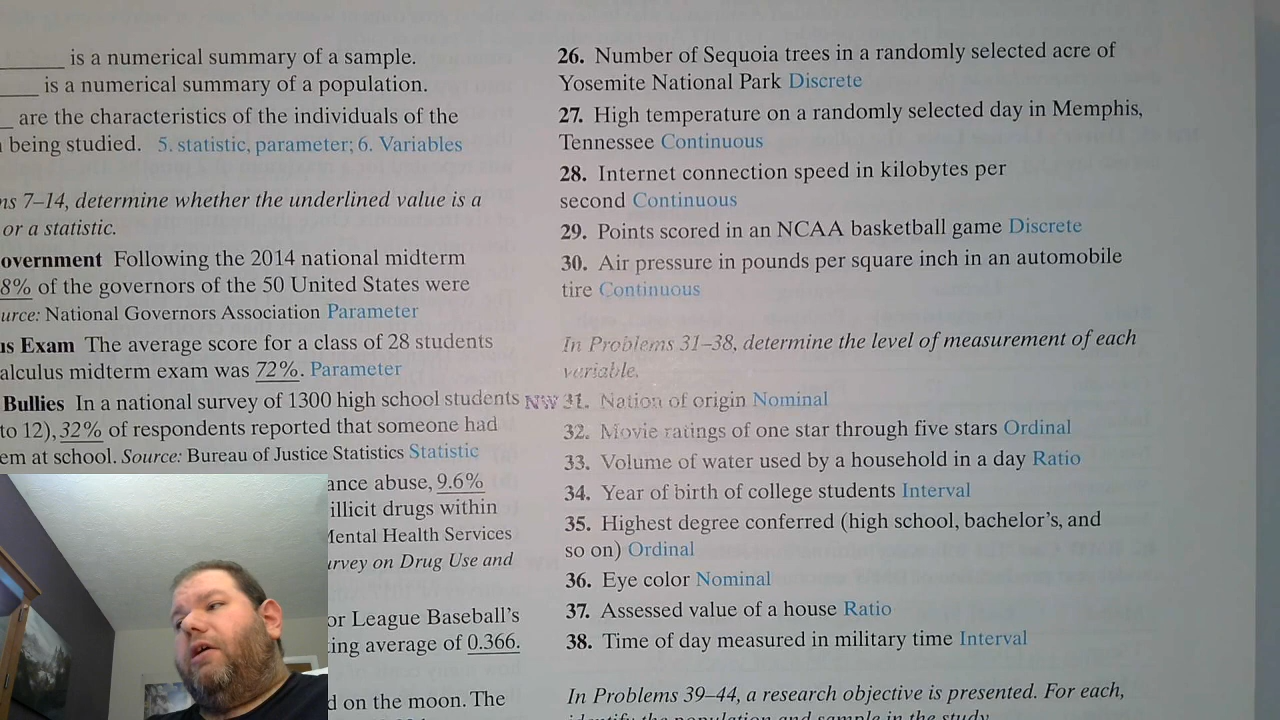 is a numerical summary of a sample.
is a numerical summary of a population.
are the characteristics of the individuals of the
being studied. 5. statistic, parameter; 6. Variables
ns 7–14, determine whether the underlined value is a
or a statistic.
overnment Following the 2014 national midterm
8% of the governors of the 50 United States were
urce: National Governors Association Parameter
us Exam The average score for a class of 28 students
alculus midterm exam was 72%. Parameter
Bullies In a national survey of 1300 high school students
to 12), 32% of respondents reported that someone had
em at school. Source: Bureau of Justice Statistics Statistic
ance abuse, 9.6%
illicit drugs within
Mental Health Services
urvey on Drug Use and
or League Baseball's
ing average of 0.366.
d on the moon. The
26. Number of Sequoia trees in a randomly selected acre of
Yosemite National Park Discrete
27. High temperature on a randomly selected day in Memphis,
Tennessee Continuous
28. Internet connection speed in kilobytes per
second Continuous
29. Points scored in an NCAA basketball game Discrete
30. Air pressure in pounds per square inch in an automobile
tire Continuous
In Problems 31–38, determine the level of measurement of each
variable.
NW 31. Nation of origin Nominal
32. Movie ratings of one star through five stars Ordinal
33. Volume of water used by a household in a day Ratio
34. Year of birth of college students Interval
35. Highest degree conferred (high school, bachelor's, and
so on) Ordinal
36. Eye color Nominal
37. Assessed value of a house Ratio
38. Time of day measured in military time Interval
In Problems 39–44, a research objective is presented. For each,
identify the population and sample in the study.